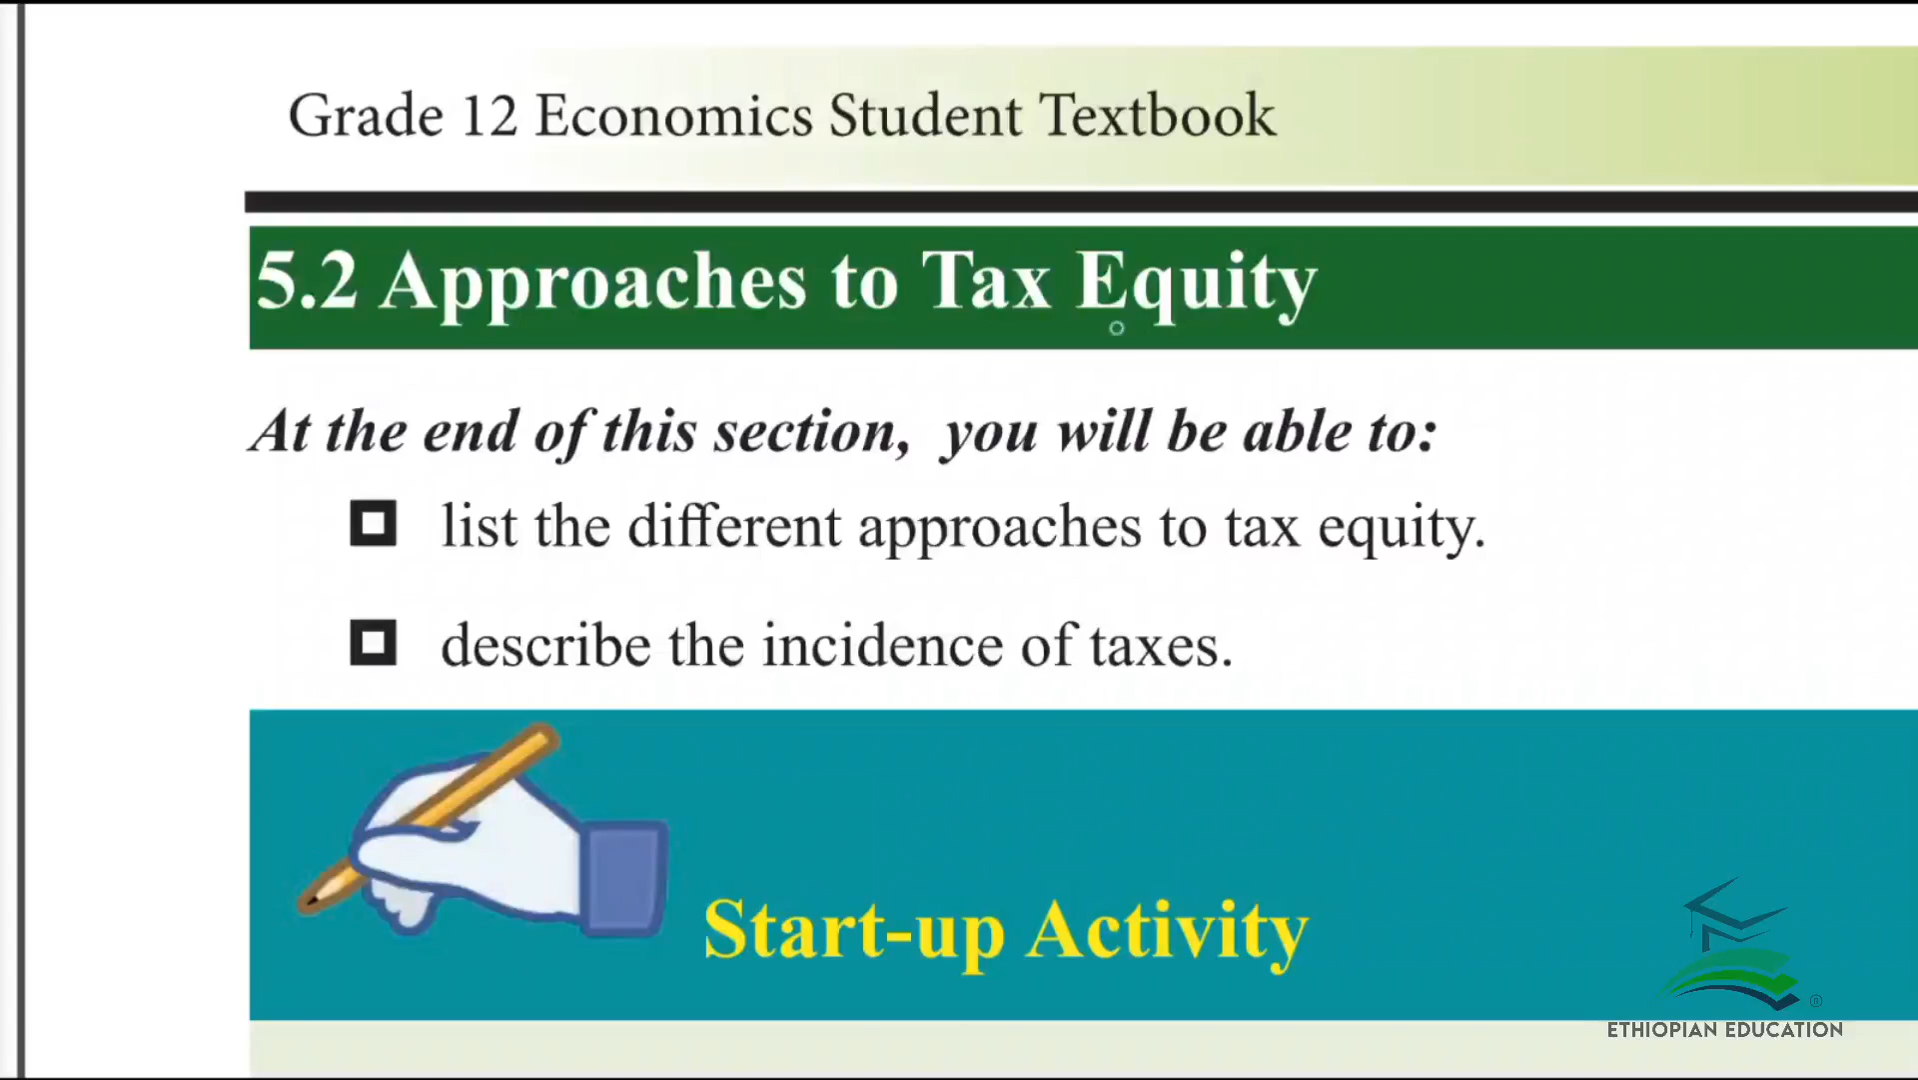 Grade 12 Economics Student Textbook
5.2 Approaches to Tax Equity
At the end of this section, you will be able to:
list the different approaches to tax equity.
describe the incidence of taxes.
Start-up Activity
®
ETHIOPIAN EDUCATION